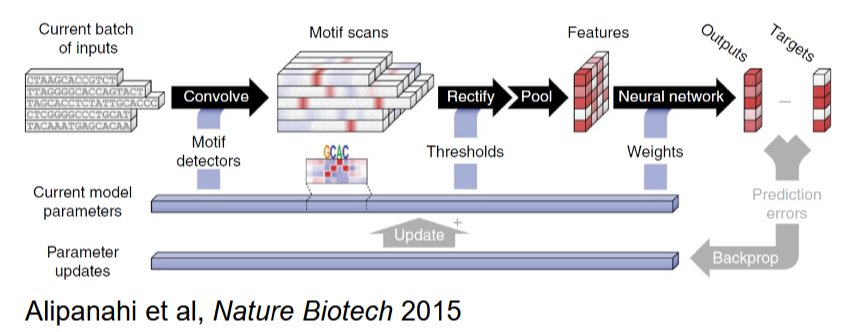 Current batch
of inputs
Motif scans
Features
Outputs
Targets
CTAAGCACCGTCT
TTAGGGGCACCAGTACT
TAGCACCTCTATTGCACCC
CTCGGGGCCCTGCAT
TACAAATGAGCACAA
Convolve
Rectify
Pool
Neural network
–
Motif
detectors
GCAC
Thresholds
Weights
Current model
parameters
Prediction
errors
Update
+
Parameter
updates
Backprop
Alipanahi et al, Nature Biotech 2015